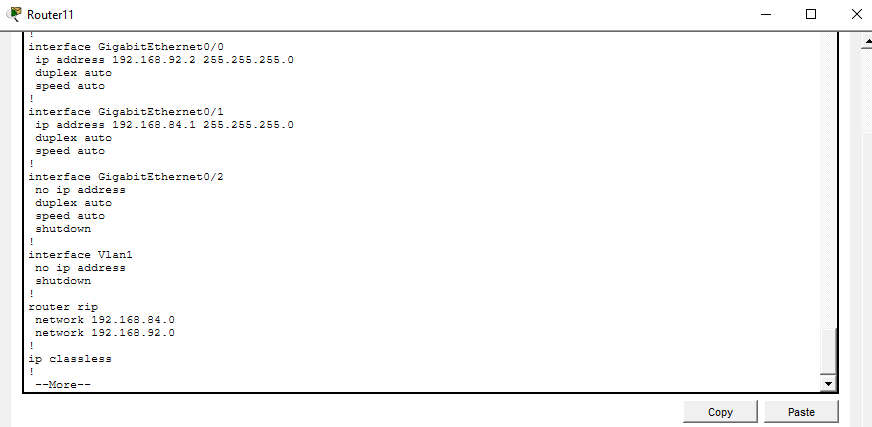 Router11
!
interface GigabitEthernet0/0
 ip address 192.168.92.2 255.255.255.0
 duplex auto
 speed auto
!
interface GigabitEthernet0/1
 ip address 192.168.84.1 255.255.255.0
 duplex auto
 speed auto
!
interface GigabitEthernet0/2
 no ip address
 duplex auto
 speed auto
 shutdown
!
interface Vlan1
 no ip address
 shutdown
!
router rip
 network 192.168.84.0
 network 192.168.92.0
!
ip classless
!
 --More--
Copy
Paste